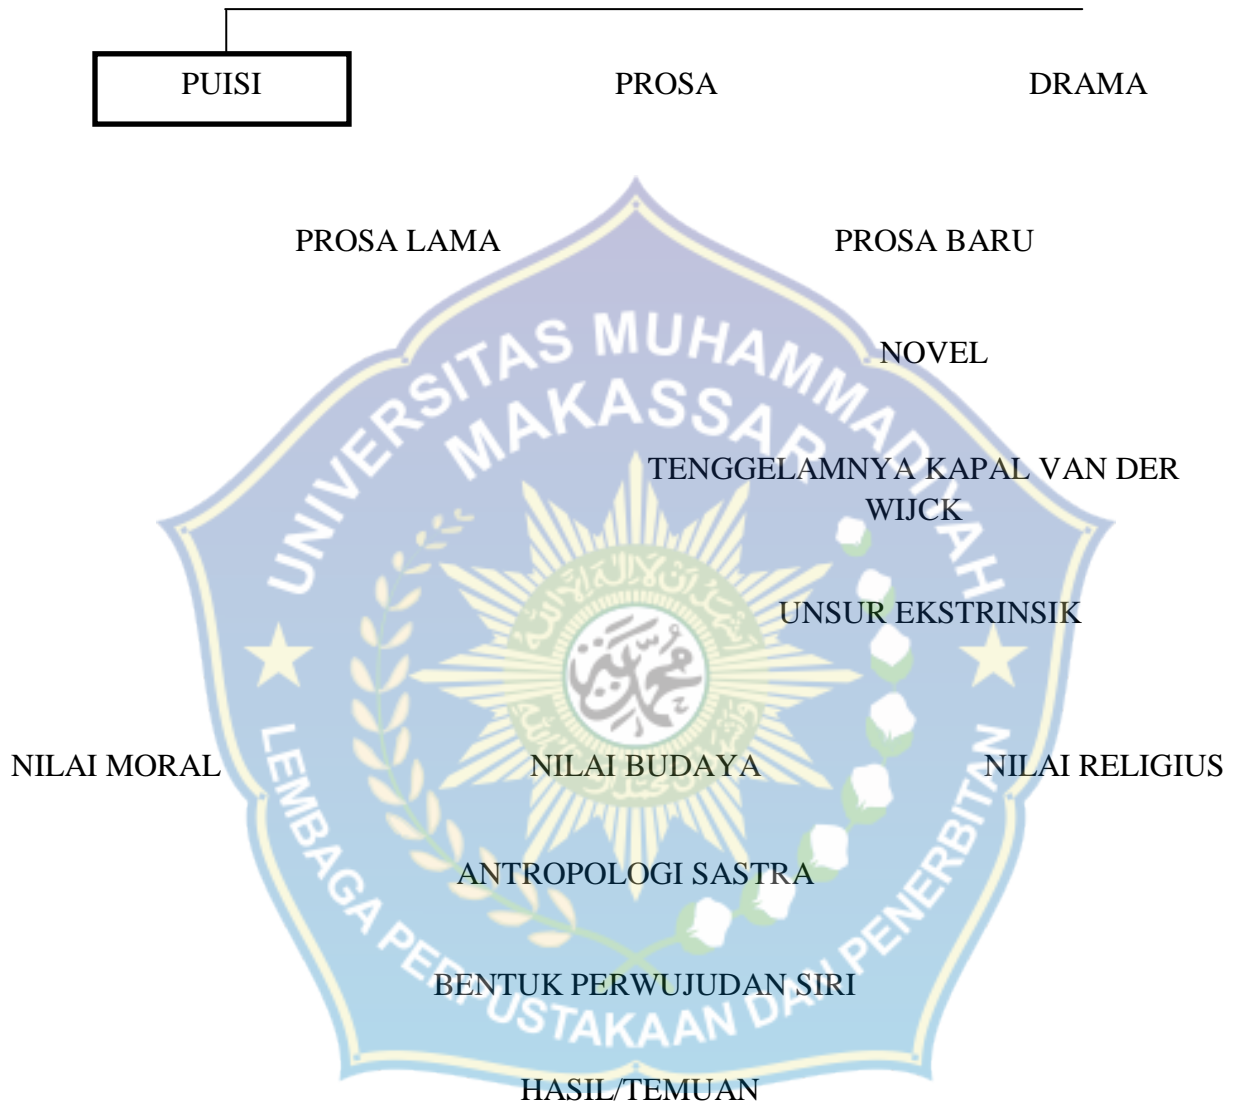 PUISI PROSA DRAMA
PROSA LAMA PROSA BARU
UNIVERSITAS MUHAMMADIYAH
MAKASSAR
NOVEL
TENGGELAMNYA KAPAL VAN DER
WIJCK
UNSUR EKSTRINSIK
محمد
NILAI MORAL NILAI BUDAYA NILAI RELIGIUS
ANTROPOLOGI SASTRA
BENTUK PERWUJUDAN SIRI
LEMBAGA PERPUSTAKAAN DAN PENERBITAN
HASIL/TEMUAN